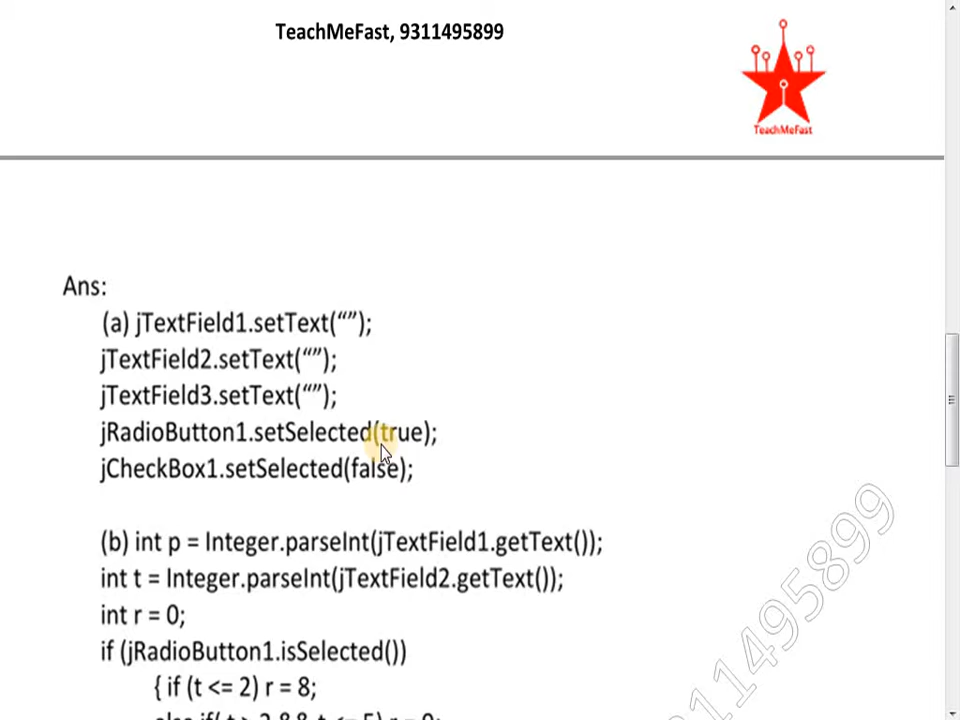 TeachMeFast, 9311495899
TeachMeFast
Ans:
(a) jTextField1.setText(“”);
jTextField2.setText(“”);
jTextField3.setText(“”);
jRadioButton1.setSelected(true);
jCheckBox1.setSelected(false);
(b) int p = Integer.parseInt(jTextField1.getText());
int t = Integer.parseInt(jTextField2.getText());
int r = 0;
if (jRadioButton1.isSelected())
{ if (t <= 2) r = 8;
11495899